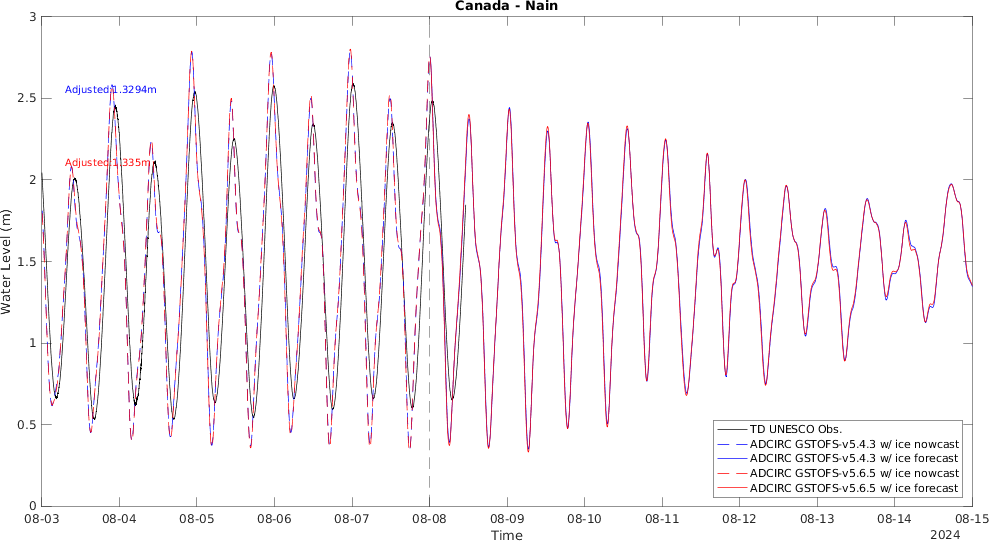 Canada - Nain
3
2.5
2
1.5
1
0.5
0
Water Level (m)
Adjusted:1.3294m
Adjusted:1.335m
TD UNESCO Obs.
ADCIRC GSTOFS-v5.4.3 w/ ice nowcast
ADCIRC GSTOFS-v5.4.3 w/ ice forecast
ADCIRC GSTOFS-v5.6.5 w/ ice nowcast
ADCIRC GSTOFS-v5.6.5 w/ ice forecast
08-03 08-04 08-05 08-06 08-07 08-08 08-09 08-10 08-11 08-12 08-13 08-14 08-15
Time
2024